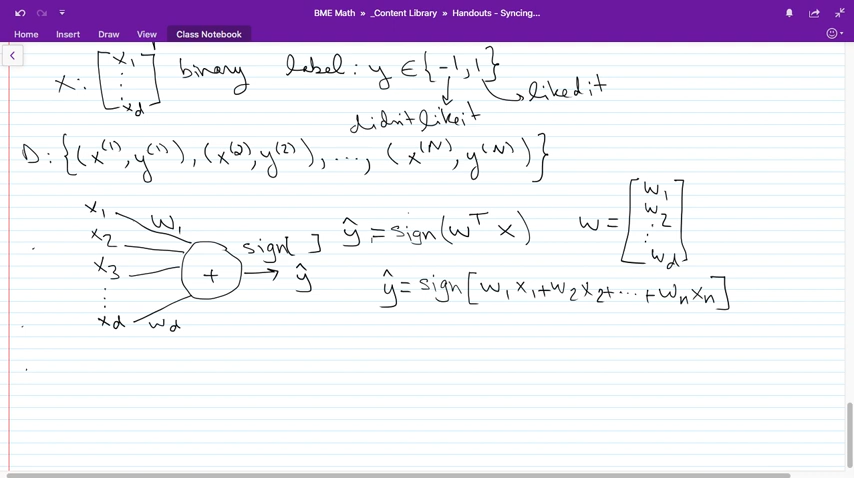 BME Math » _Content Library » Handouts - Syncing...
Home Insert Draw View Class Notebook
x: [x1 ⋮ xd] binary label: y ∈ {-1, 1}
liked it
didn't like it
D: {(x^(1), y^(1)), (x^(2), y^(2)), ..., (x^(N), y^(N))}
x1 w1
x2
x3
⋮
xd wd
+
sign[ ]
ŷ
ŷ = sign(w^T x)
w = [w1 w2 ⋮ wd]
ŷ = sign[w1x1+w2x2+⋯+wnxn]